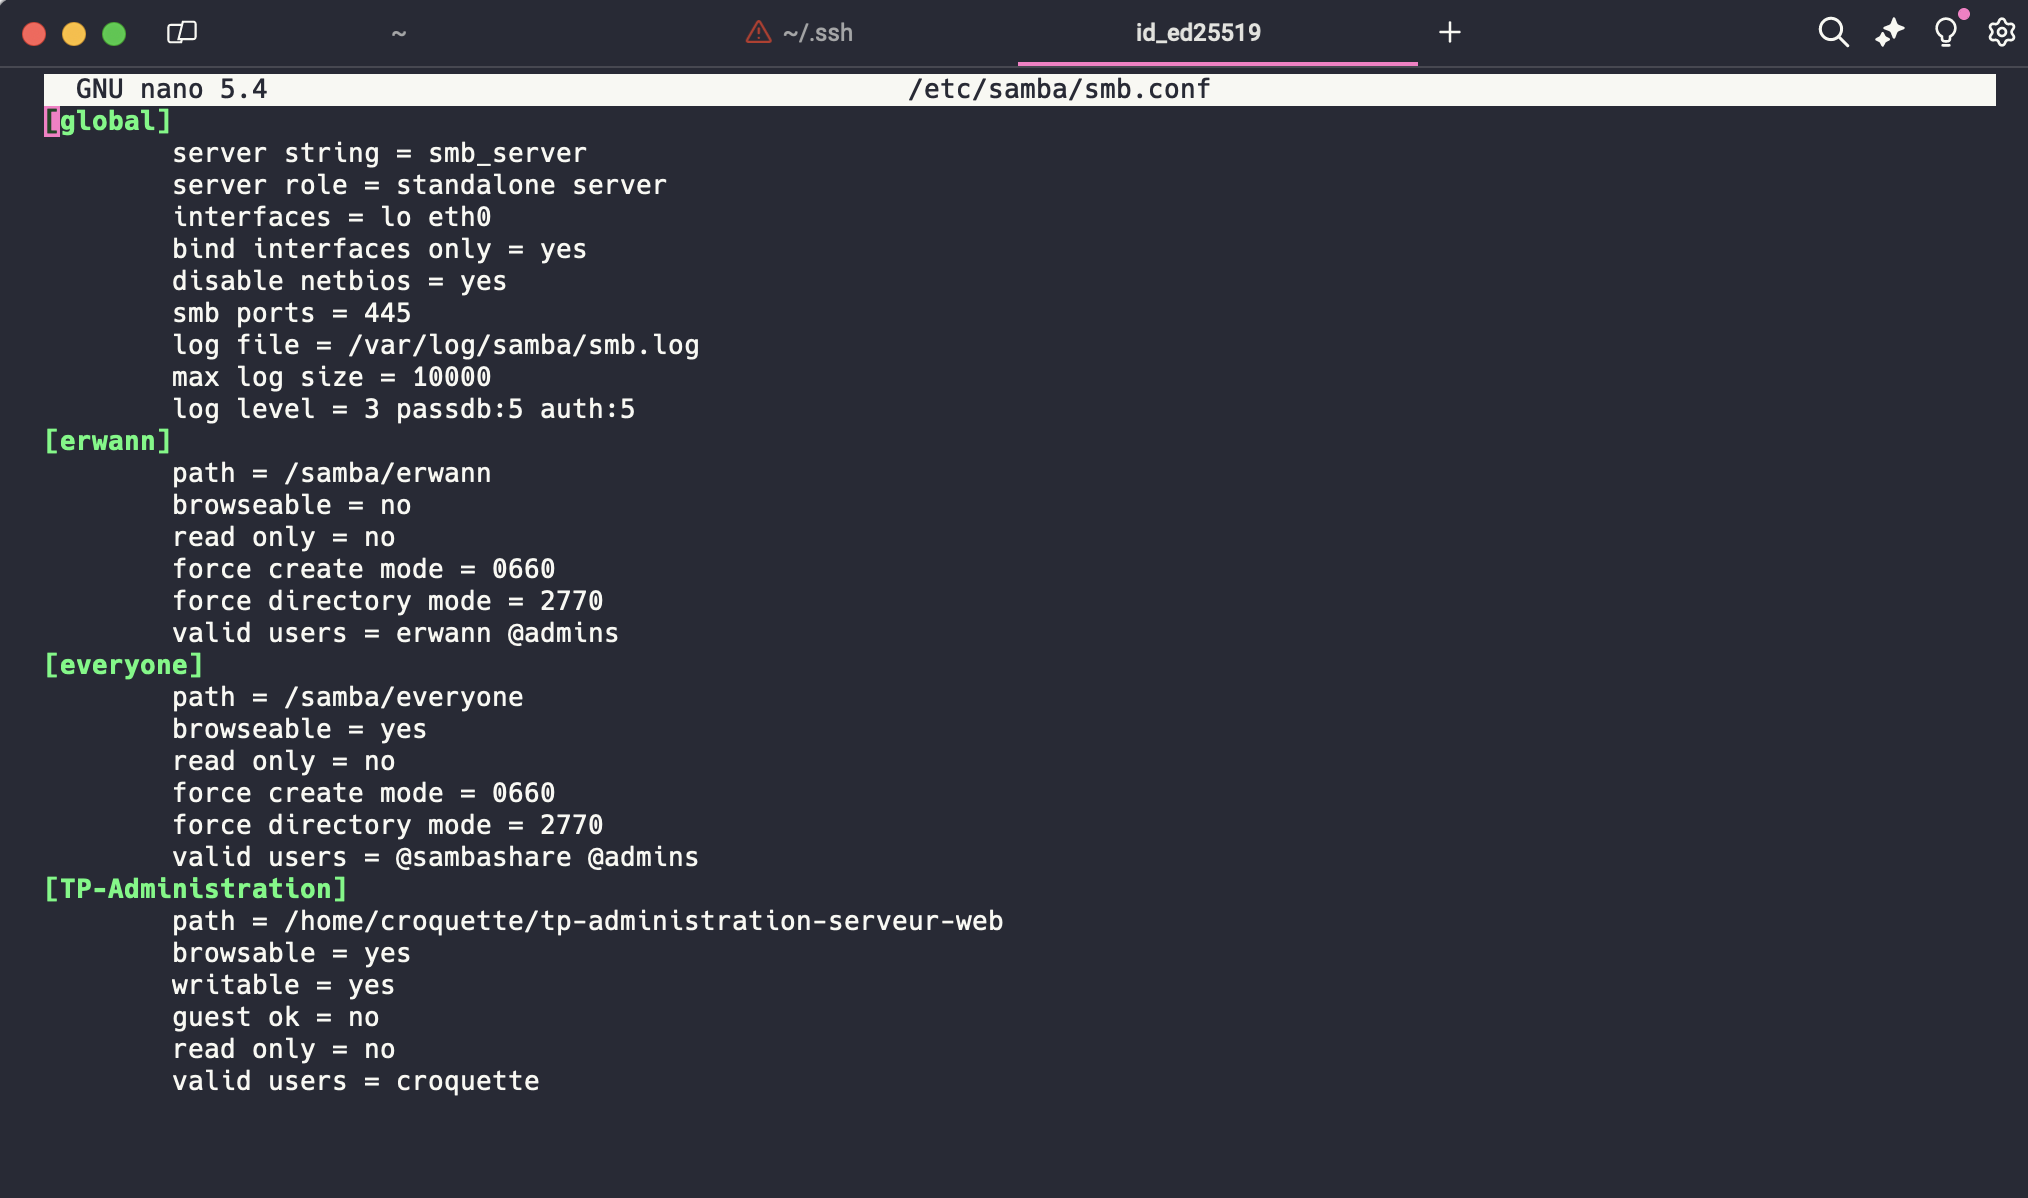 ~ ~/.ssh id_ed25519 +
GNU nano 5.4 /etc/samba/smb.conf
[global]
server string = smb_server
server role = standalone server
interfaces = lo eth0
bind interfaces only = yes
disable netbios = yes
smb ports = 445
log file = /var/log/samba/smb.log
max log size = 10000
log level = 3 passdb:5 auth:5
[erwann]
path = /samba/erwann
browseable = no
read only = no
force create mode = 0660
force directory mode = 2770
valid users = erwann @admins
[everyone]
path = /samba/everyone
browseable = yes
read only = no
force create mode = 0660
force directory mode = 2770
valid users = @sambashare @admins
[TP-Administration]
path = /home/croquette/tp-administration-serveur-web
browsable = yes
writable = yes
guest ok = no
read only = no
valid users = croquette